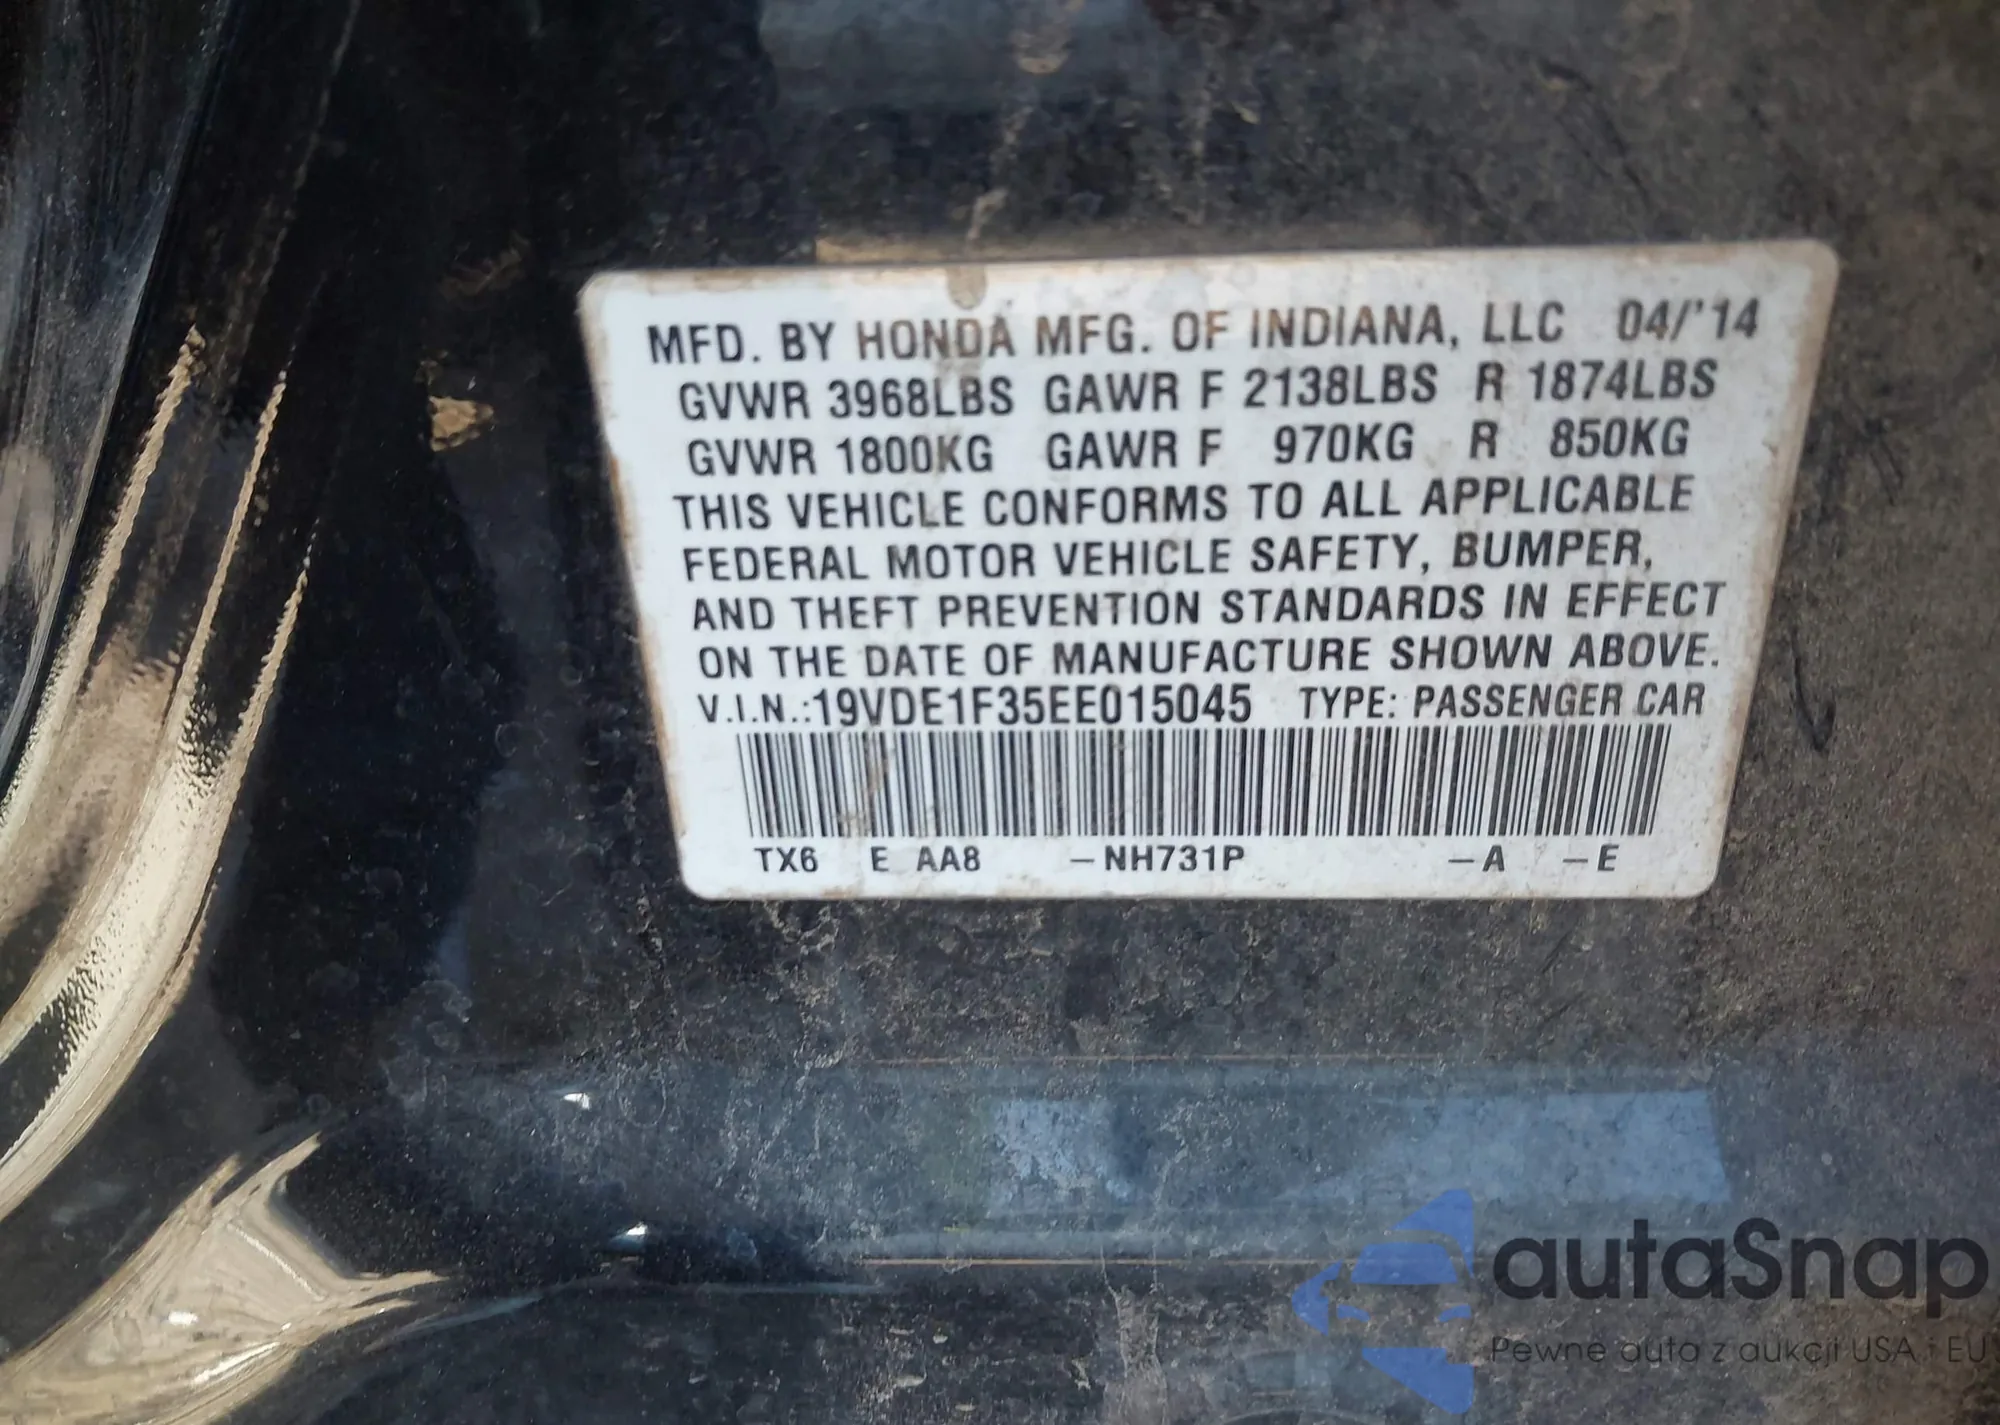 MFD. BY HONDA MFG. OF INDIANA, LLC 04/'14
GVWR 3968LBS GAWR F 2138LBS R 1874LBS
GVWR 1800KG GAWR F 970KG R 850KG
THIS VEHICLE CONFORMS TO ALL APPLICABLE
FEDERAL MOTOR VEHICLE SAFETY, BUMPER,
AND THEFT PREVENTION STANDARDS IN EFFECT
ON THE DATE OF MANUFACTURE SHOWN ABOVE.
V.I.N.:19VDE1F35EE015045 TYPE: PASSENGER CAR
TX6 E AA8 -NH731P -A -E
autaSnap
Pewne auta z aukcji USA i EU